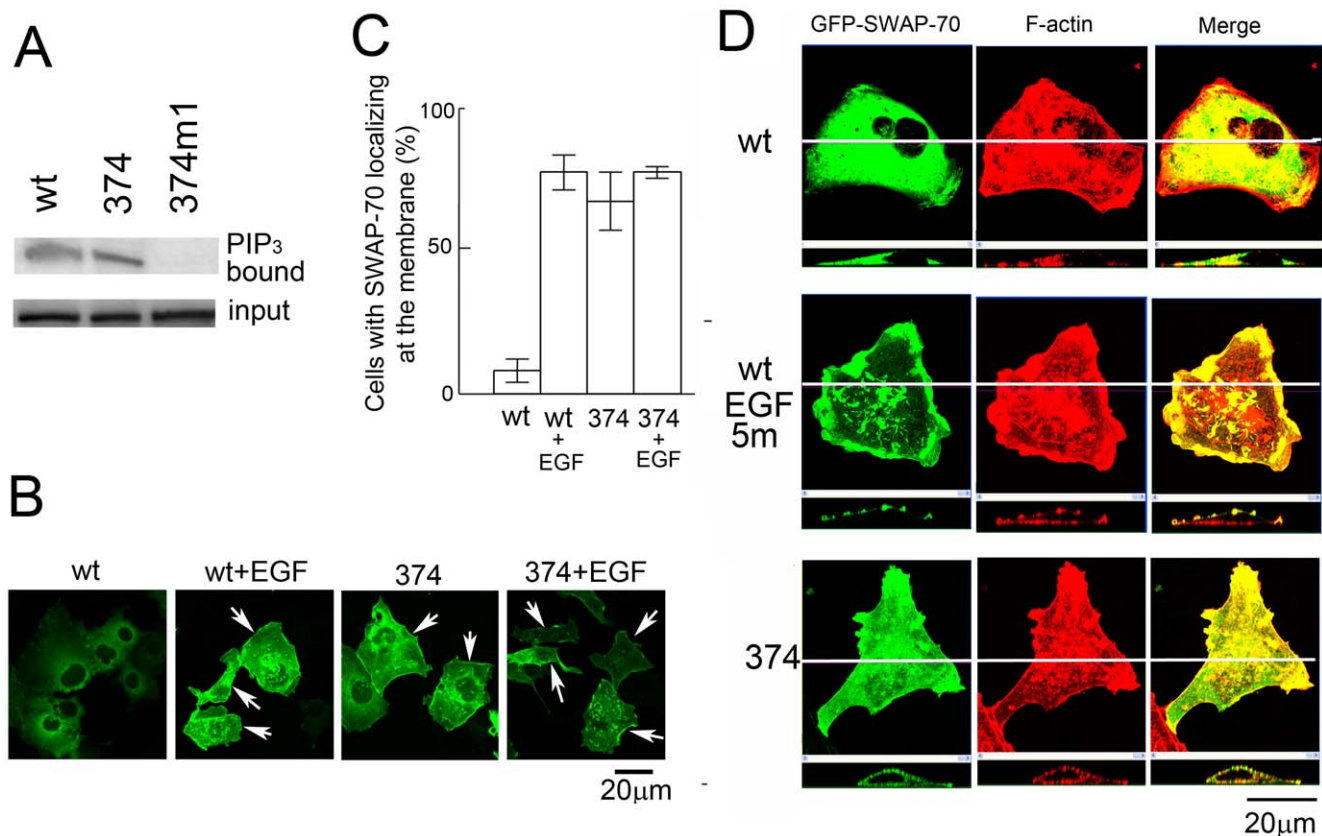 A
wt
374
374m1
PIP3
bound
input
C
Cells with SWAP-70 localizing
at the membrane (%)
100
50
0
wt
wt
+
EGF
374
374
+
EGF
B
wt
wt+EGF
374
374+EGF
20μm
D
GFP-SWAP-70
F-actin
Merge
wt
wt
EGF
5m
374
20μm